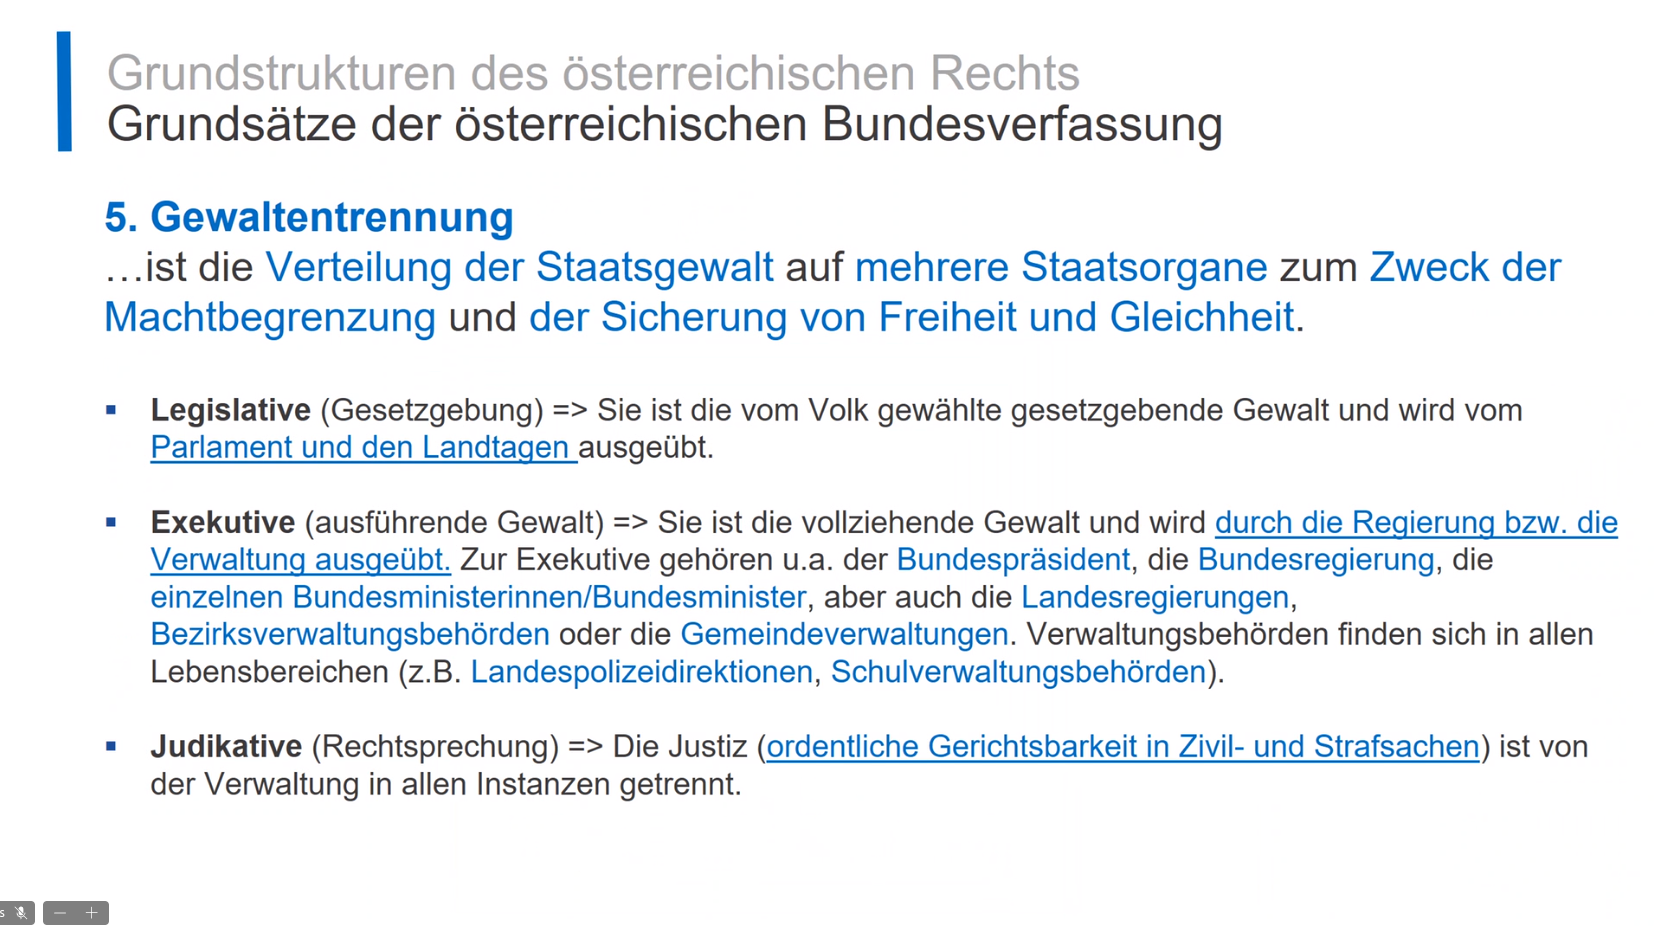 Grundstrukturen des österreichischen Rechts
Grundsätze der österreichischen Bundesverfassung
5. Gewaltentrennung
…ist die Verteilung der Staatsgewalt auf mehrere Staatsorgane zum Zweck der
Machtbegrenzung und der Sicherung von Freiheit und Gleichheit.
▪ Legislative (Gesetzgebung) => Sie ist die vom Volk gewählte gesetzgebende Gewalt und wird vom
Parlament und den Landtagen ausgeübt.
▪ Exekutive (ausführende Gewalt) => Sie ist die vollziehende Gewalt und wird durch die Regierung bzw. die
Verwaltung ausgeübt. Zur Exekutive gehören u.a. der Bundespräsident, die Bundesregierung, die
einzelnen Bundesministerinnen/Bundesminister, aber auch die Landesregierungen,
Bezirksverwaltungsbehörden oder die Gemeindeverwaltungen. Verwaltungsbehörden finden sich in allen
Lebensbereichen (z.B. Landespolizeidirektionen, Schulverwaltungsbehörden).
▪ Judikative (Rechtsprechung) => Die Justiz (ordentliche Gerichtsbarkeit in Zivil- und Strafsachen) ist von
der Verwaltung in allen Instanzen getrennt.
s